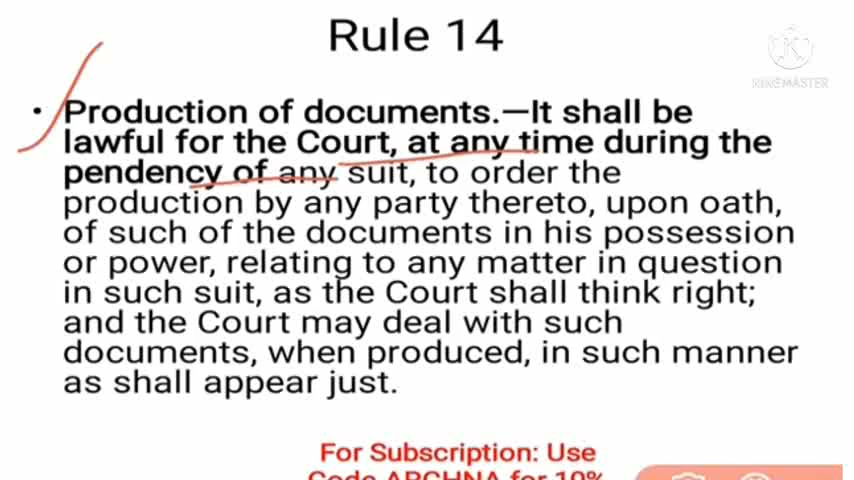 Rule 14
KINEMASTER
• Production of documents.—It shall be
lawful for the Court, at any time during the
pendency of any suit, to order the
production by any party thereto, upon oath,
of such of the documents in his possession
or power, relating to any matter in question
in such suit, as the Court shall think right;
and the Court may deal with such
documents, when produced, in such manner
as shall appear just.
For Subscription: Use
Code ARCHNA for 10%